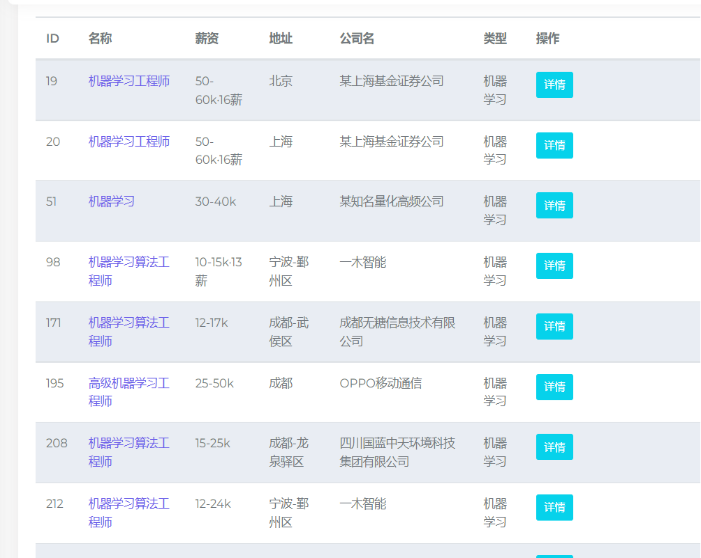 ID 名称 薪资 地址 公司名 类型 操作
19 机器学习工程师 50- 北京 某上海基金证券公司 机器 详情
60k·16薪 学习
20 机器学习工程师 50- 上海 某上海基金证券公司 机器 详情
60k·16薪 学习
51 机器学习 30-40k 上海 某知名量化高频公司 机器 详情
学习
98 机器学习算法工 10-15k·13 宁波-鄞 一木智能 机器 详情
程师 薪 州区 学习
171 机器学习算法工 12-17k 成都-武 成都无糖信息技术有限 机器 详情
程师 侯区 公司 学习
195 高级机器学习工 25-50k 成都 OPPO移动通信 机器 详情
程师 学习
208 机器学习算法工 15-25k 成都-龙 四川国蓝中天环境科技 机器 详情
程师 泉驿区 集团有限公司 学习
212 机器学习算法工 12-24k 宁波-鄞 一木智能 机器 详情
程师 州区 学习